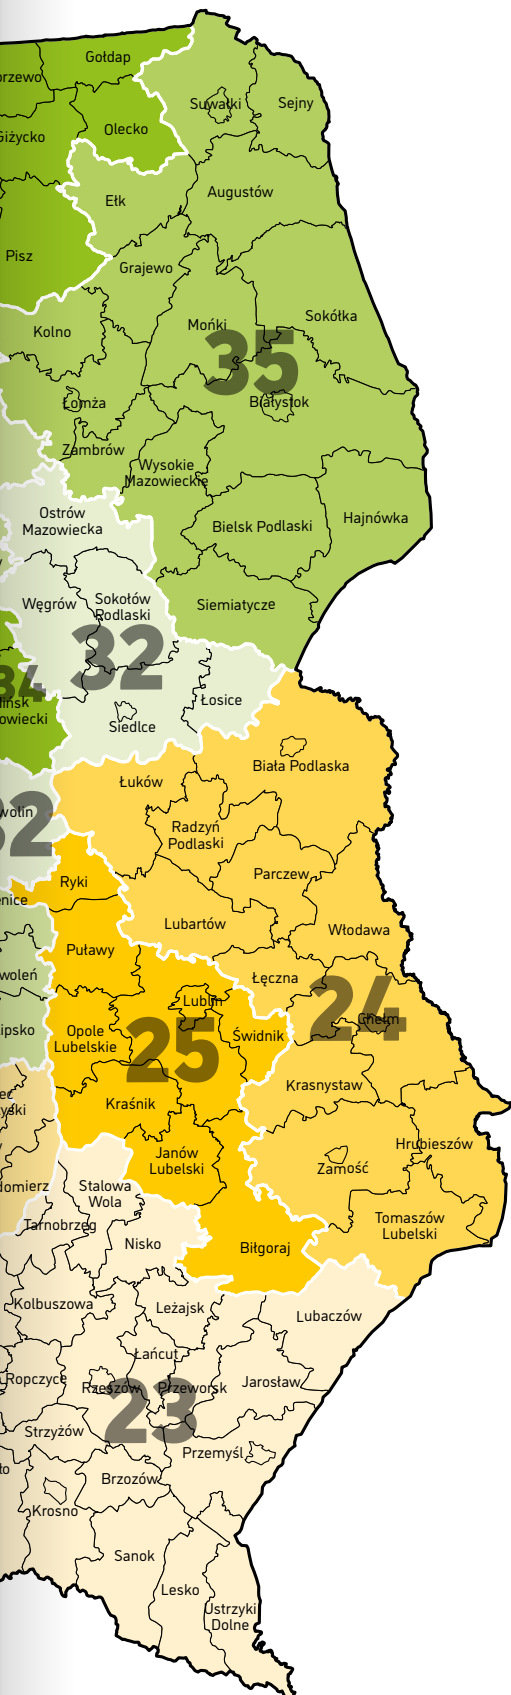 Gołdap
orzewo
Suwałki
Sejny
Olecko
Giżycko
Augustów
Ełk
Pisz
Grajewo
Sokółka
Mońki
Kolno
35
Białystok
Łomża
Zambrów
Wysokie
Mazowieckie
Ostrów
Mazowiecka
Bielsk Podlaski
Hajnówka
Węgrów
Sokołów
Podlaski
Siemiatycze
32
34
Łosice
ińsk
owiecki
Siedlce
Biała Podlaska
Łuków
wolin
32
Radzyń
Podlaski
Parczew
Ryki
enice
Lubartów
Włodawa
Puławy
woleń
Łęczna
24
Lublin
Chełm
ipsko
Opole
Lubelskie
25
Świdnik
Krasnystaw
Kraśnik
Hrubieszów
Janów
Lubelski
Zamość
domierz
Stalowa
Wola
Tarnobrzeg
Tomaszów
Lubelski
Nisko
Biłgoraj
Kolbuszowa
Leżajsk
Lubaczów
Łańcut
Ropczyce
Rzeszów
Przeworsk
Jarosław
23
Strzyżów
Przemyśl
ło
Brzozów
Krosno
Sanok
Lesko
Ustrzyki
Dolne